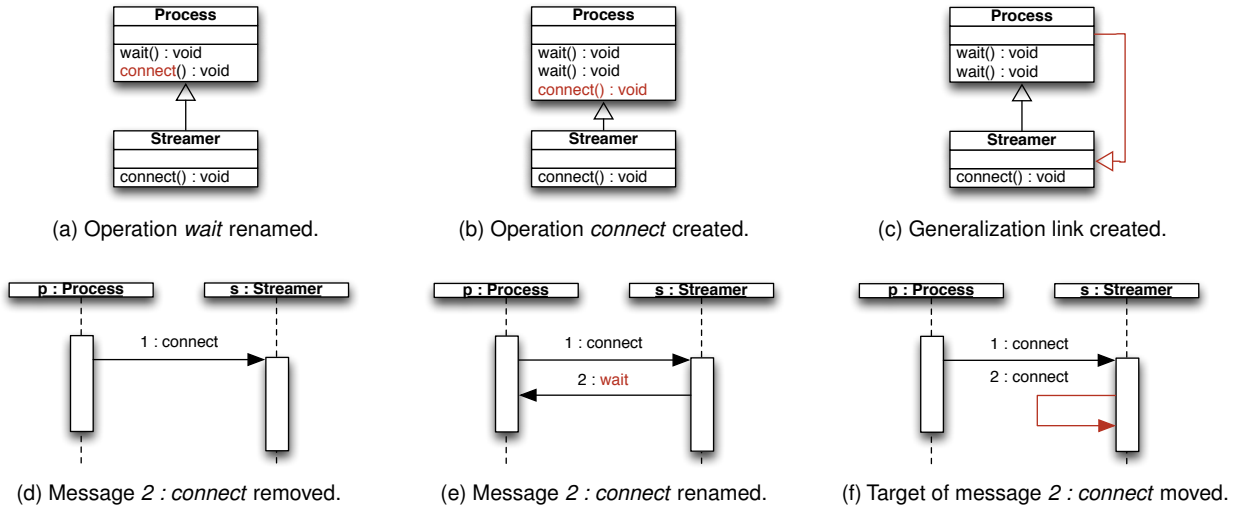 Process
wait() : void
connect() : void
Streamer
connect() : void
(a) Operation wait renamed.
Process
wait() : void
wait() : void
connect() : void
Streamer
connect() : void
(b) Operation connect created.
Process
wait() : void
wait() : void
Streamer
connect() : void
(c) Generalization link created.
p : Process
s : Streamer
1 : connect
(d) Message 2 : connect removed.
p : Process
s : Streamer
1 : connect
2 : wait
(e) Message 2 : connect renamed.
p : Process
s : Streamer
1 : connect
2 : connect
(f) Target of message 2 : connect moved.